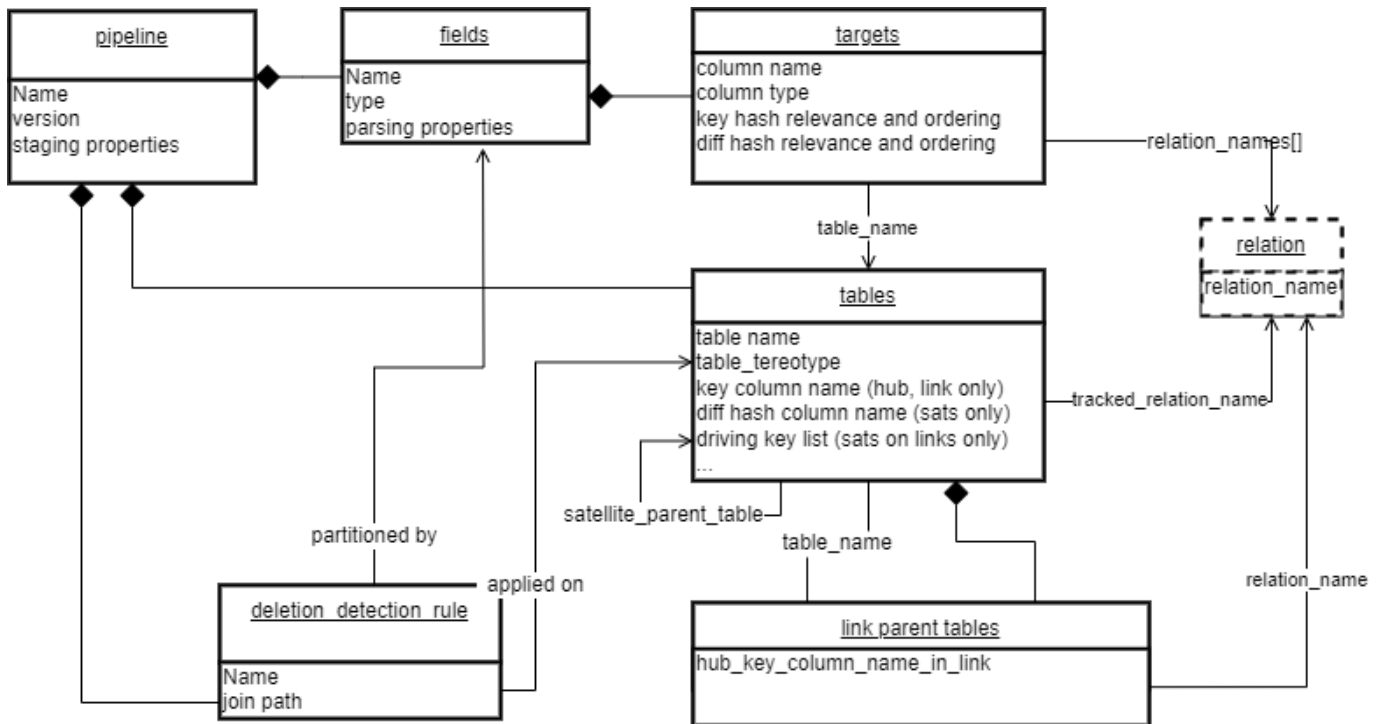 pipeline
Name
version
staging properties
fields
Name
type
parsing properties
targets
column name
column type
key hash relevance and ordering
diff hash relevance and ordering
relation_names[]
table_name
relation
relation_name
tables
table name
table_tereotype
key column name (hub, link only)
diff hash column name (sats only)
driving key list (sats on links only)
...
tracked_relation_name
satellite_parent_table
table_name
partitioned by
applied on
relation_name
deletion_detection_rule
Name
join path
link parent tables
hub_key_column_name_in_link